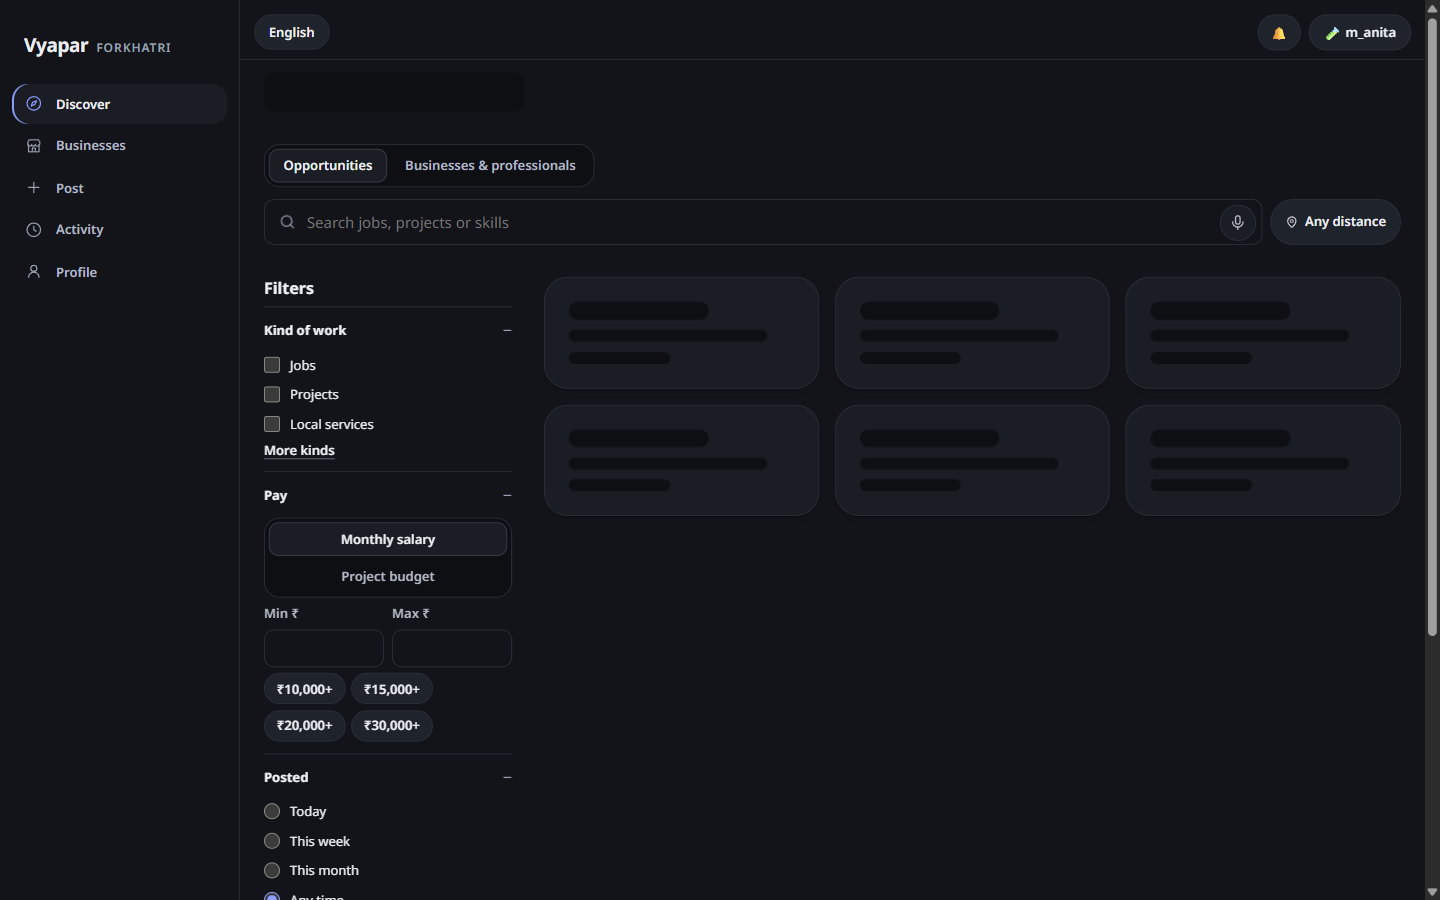 Vyapar FORKHATRI
English
m_anita
Discover
Businesses
Post
Activity
Profile
Opportunities
Businesses & professionals
Search jobs, projects or skills
Any distance
Filters
Kind of work
Jobs
Projects
Local services
More kinds
Pay
Monthly salary
Project budget
Min ₹ Max ₹
₹10,000+ ₹15,000+
₹20,000+ ₹30,000+
Posted
Today
This week
This month
Any time